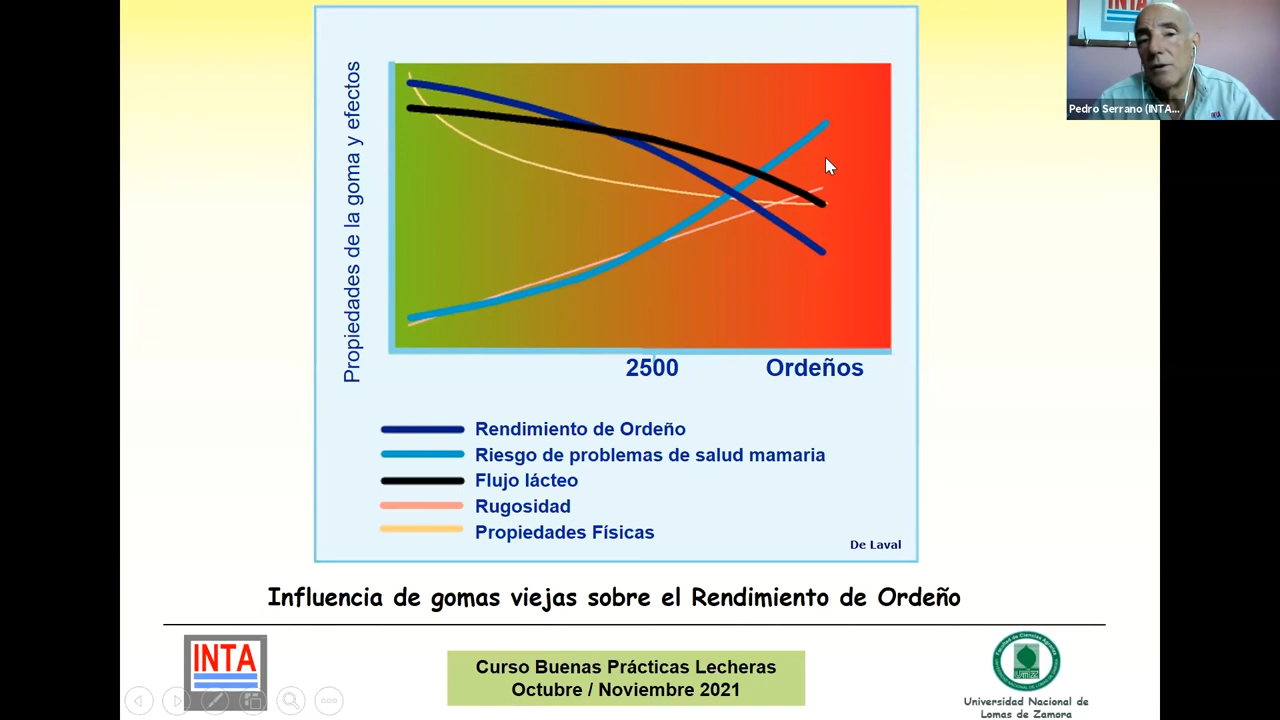 INTA
Pedro Serrano (INTA...
Propiedades de la goma y efectos
2500
Ordeños
Rendimiento de Ordeño
Riesgo de problemas de salud mamaria
Flujo lácteo
Rugosidad
Propiedades Físicas
De Laval
Influencia de gomas viejas sobre el Rendimiento de Ordeño
INTA
Curso Buenas Prácticas Lecheras
Octubre / Noviembre 2021
Universidad Nacional de
Lomas de Zamora